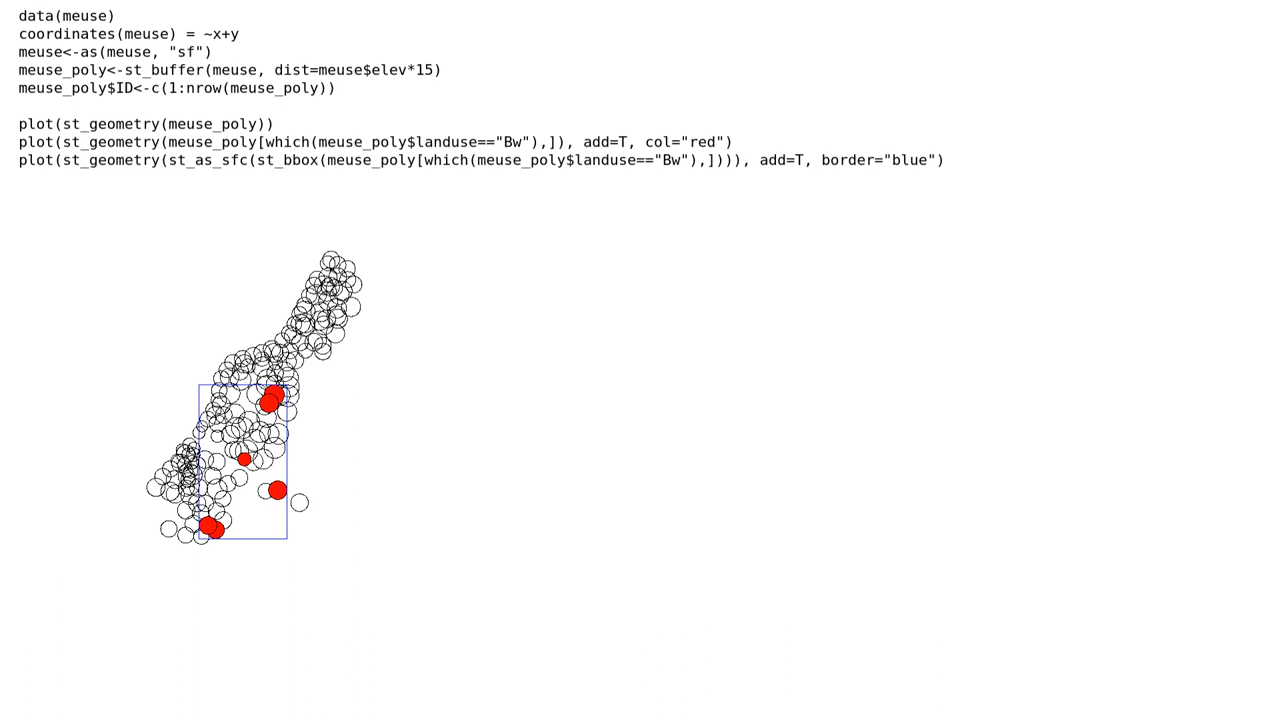 data(meuse)
coordinates(meuse) = ~x+y
meuse<-as(meuse, "sf")
meuse_poly<-st_buffer(meuse, dist=meuse$elev*15)
meuse_poly$ID<-c(1:nrow(meuse_poly))
plot(st_geometry(meuse_poly))
plot(st_geometry(meuse_poly[which(meuse_poly$landuse=="Bw"),]), add=T, col="red")
plot(st_geometry(st_as_sfc(st_bbox(meuse_poly[which(meuse_poly$landuse=="Bw"),]))), add=T, border="blue")